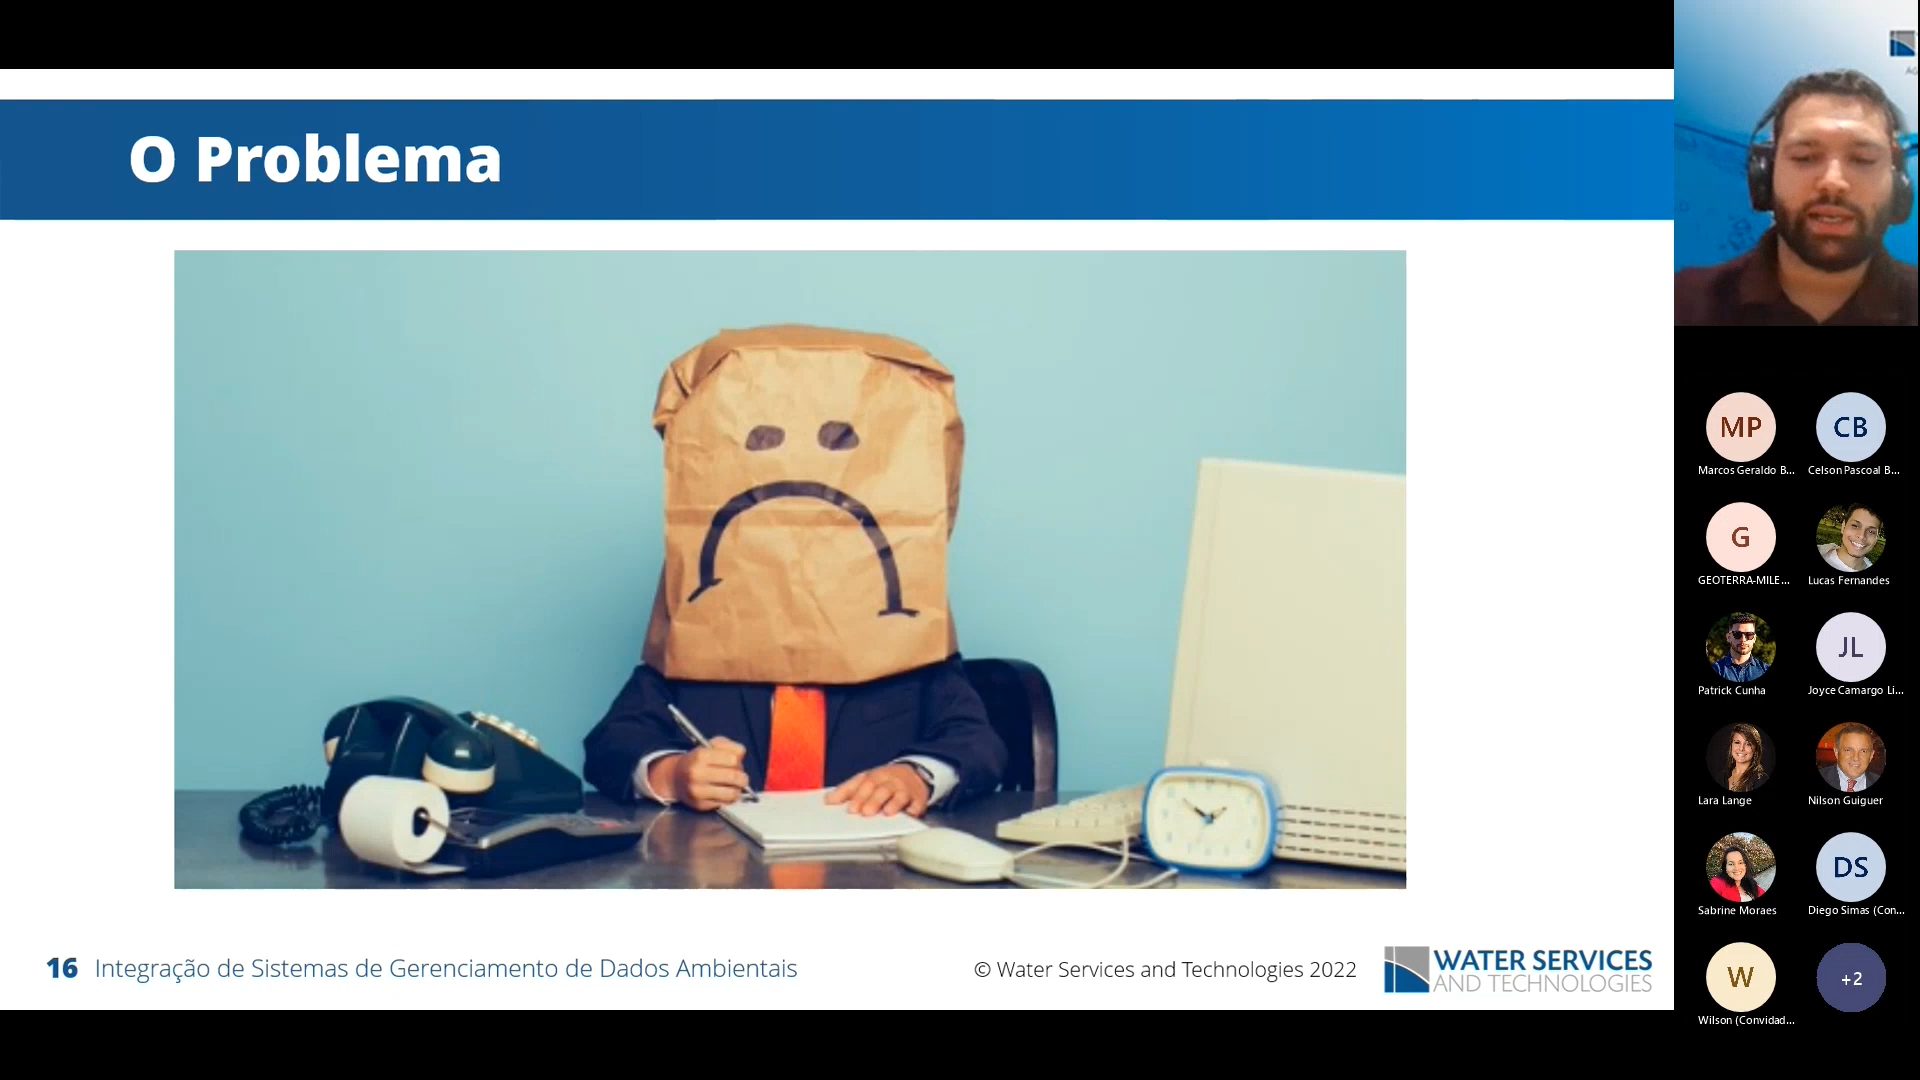 O Problema
16 Integração de Sistemas de Gerenciamento de Dados Ambientais
© Water Services and Technologies 2022
WATER SERVICES
AND TECHNOLOGIES
MP
CB
Marcos Geraldo B...
Celson Pascoal B...
G
GEOTERRA-MILE...
Lucas Fernandes
Patrick Cunha
JL
Joyce Camargo Li...
Lara Lange
Nilson Guiguer
Sabrine Moraes
DS
Diego Simas (Con...
W
Wilson (Convidad...
+2